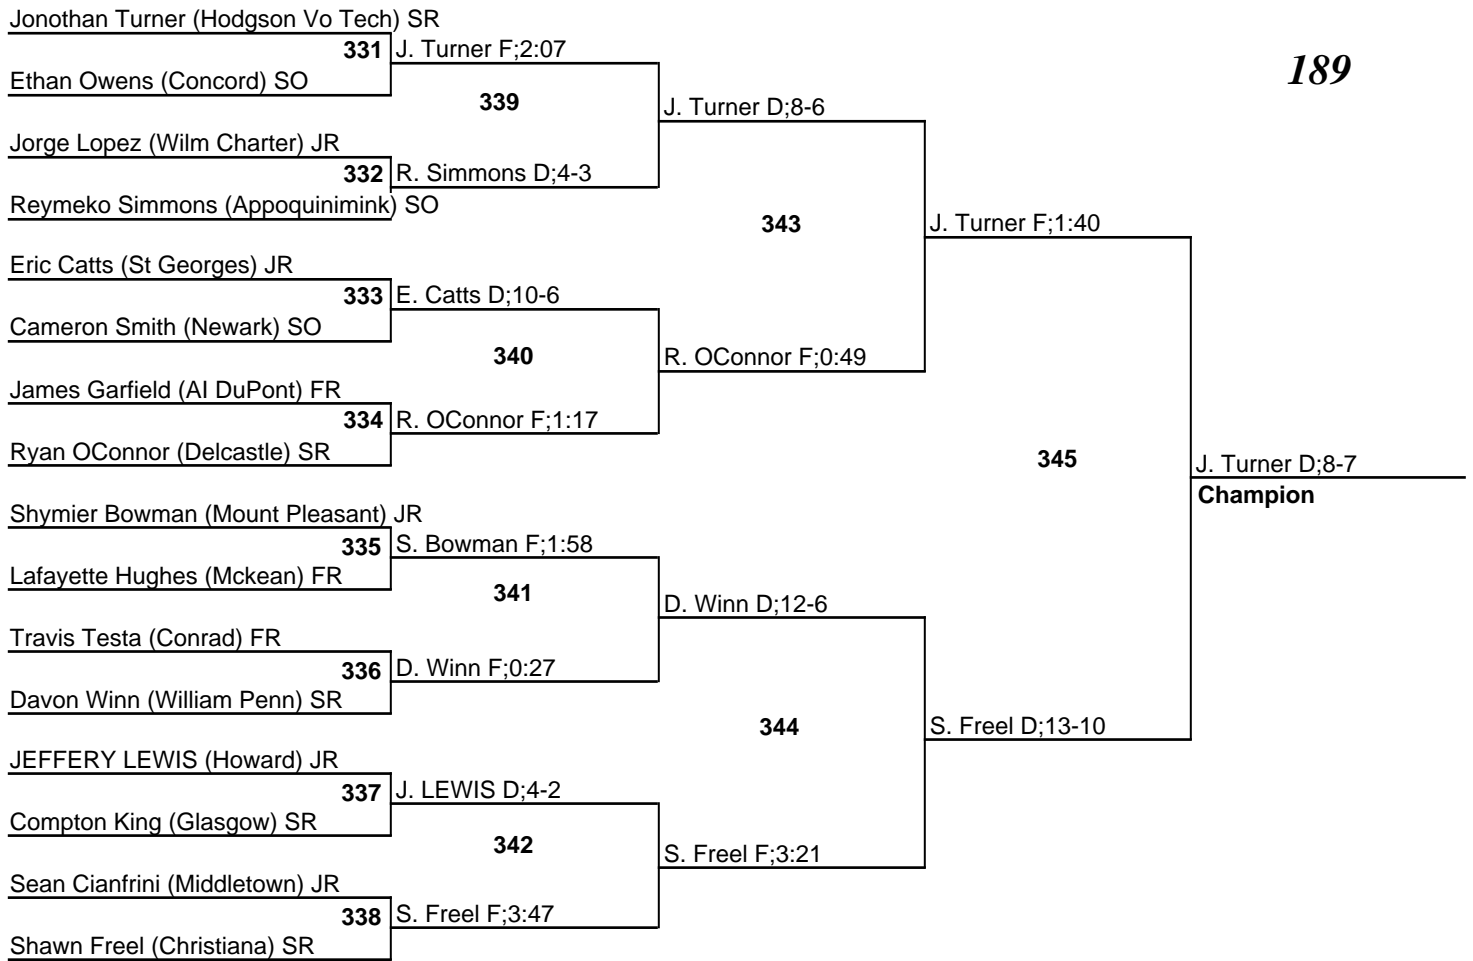 Jonothan Turner (Hodgson Vo Tech) SR
331 J. Turner F;2:07
189
Ethan Owens (Concord) SO
339
J. Turner D;8-6
Jorge Lopez (Wilm Charter) JR
332 R. Simmons D;4-3
Reymeko Simmons (Appoquinimink) SO
343
J. Turner F;1:40
Eric Catts (St Georges) JR
333 E. Catts D;10-6
Cameron Smith (Newark) SO
340
R. OConnor F;0:49
James Garfield (AI DuPont) FR
334 R. OConnor F;1:17
Ryan OConnor (Delcastle) SR
345
J. Turner D;8-7
Champion
Shymier Bowman (Mount Pleasant) JR
335 S. Bowman F;1:58
Lafayette Hughes (Mckean) FR
341
D. Winn D;12-6
Travis Testa (Conrad) FR
336 D. Winn F;0:27
Davon Winn (William Penn) SR
344
S. Freel D;13-10
JEFFERY LEWIS (Howard) JR
337 J. LEWIS D;4-2
Compton King (Glasgow) SR
342
S. Freel F;3:21
Sean Cianfrini (Middletown) JR
338 S. Freel F;3:47
Shawn Freel (Christiana) SR